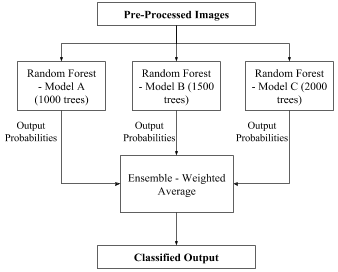 Pre-Processed Images
Random Forest
- Model A
(1000 trees)
Random Forest
- Model B (1500
trees)
Random Forest
- Model C (2000
trees)
Output
Probabilities
Output
Probabilities
Output
Probabilities
Ensemble - Weighted
Average
Classified Output